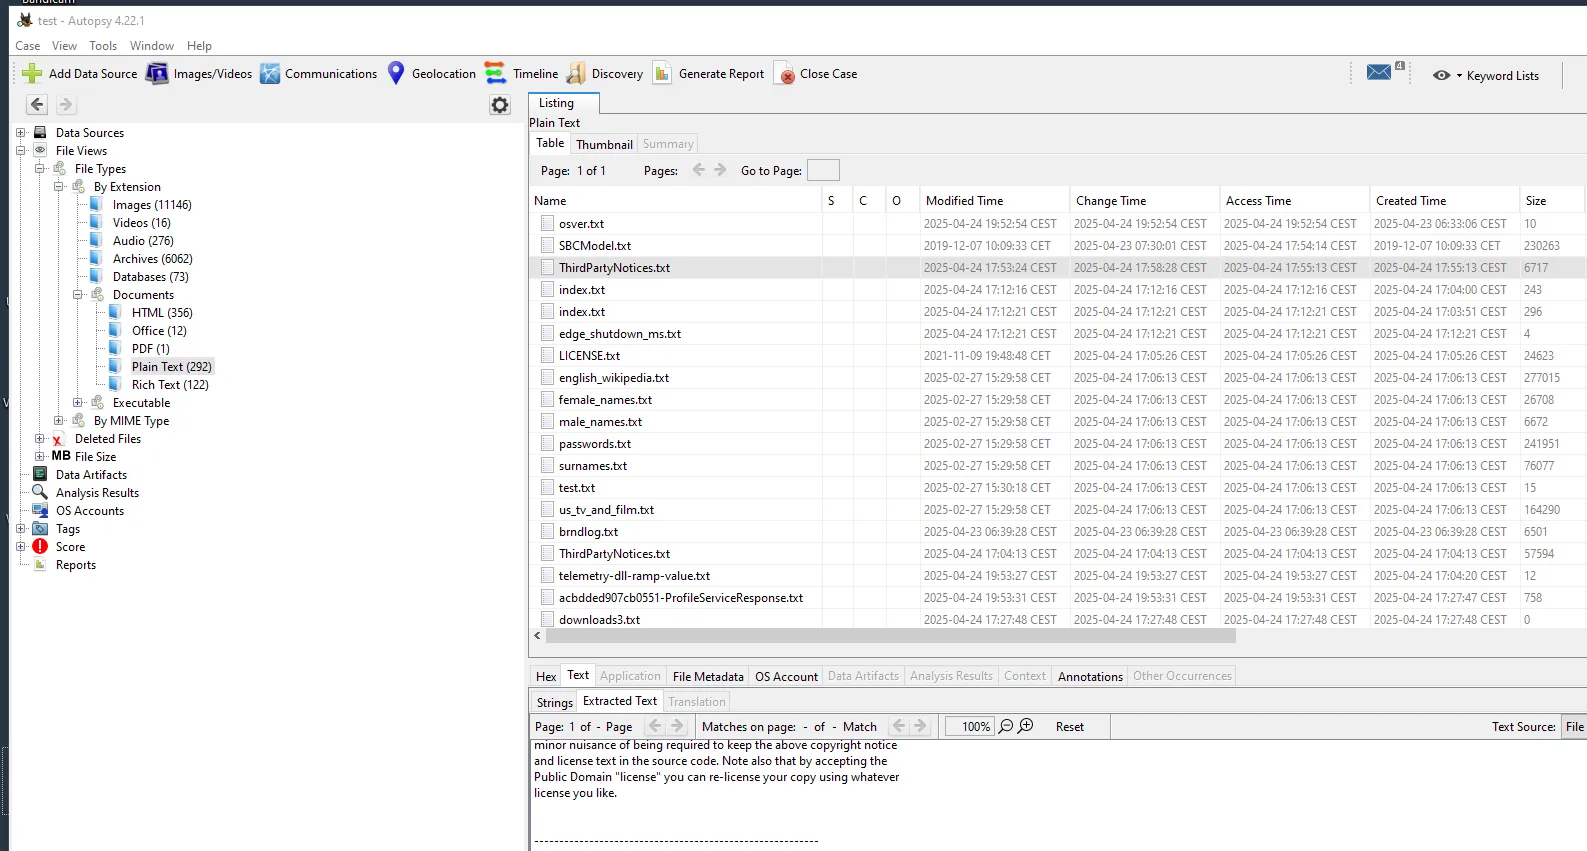 test - Autopsy 4.22.1
Case View Tools Window Help
Add Data Source Images/Videos Communications Geolocation Timeline Discovery Generate Report Close Case 4 Keyword Lists
Data Sources
File Views
File Types
By Extension
Images (11146)
Videos (16)
Audio (276)
Archives (6062)
Databases (73)
Documents
HTML (356)
Office (12)
PDF (1)
Plain Text (292)
Rich Text (122)
Executable
By MIME Type
Deleted Files
MB File Size
Data Artifacts
Analysis Results
OS Accounts
Tags
Score
Reports
Listing
Plain Text
Table Thumbnail Summary
Page: 1 of 1 Pages: Go to Page:
Name S C O Modified Time Change Time Access Time Created Time Size
osver.txt 2025-04-24 19:52:54 CEST 2025-04-24 19:52:54 CEST 2025-04-24 19:52:54 CEST 2025-04-23 06:33:06 CEST 10
SBCModel.txt 2019-12-07 10:09:33 CET 2025-04-23 07:30:01 CEST 2025-04-24 17:54:14 CEST 2019-12-07 10:09:33 CET 230263
ThirdPartyNotices.txt 2025-04-24 17:53:24 CEST 2025-04-24 17:58:28 CEST 2025-04-24 17:55:13 CEST 2025-04-24 17:55:13 CEST 6717
index.txt 2025-04-24 17:12:16 CEST 2025-04-24 17:12:16 CEST 2025-04-24 17:12:16 CEST 2025-04-24 17:04:00 CEST 243
index.txt 2025-04-24 17:12:21 CEST 2025-04-24 17:12:21 CEST 2025-04-24 17:12:21 CEST 2025-04-24 17:03:51 CEST 296
edge_shutdown_ms.txt 2025-04-24 17:12:21 CEST 2025-04-24 17:12:21 CEST 2025-04-24 17:12:21 CEST 2025-04-24 17:12:21 CEST 4
LICENSE.txt 2021-11-09 19:48:48 CET 2025-04-24 17:05:26 CEST 2025-04-24 17:05:26 CEST 2025-04-24 17:05:26 CEST 24623
english_wikipedia.txt 2025-02-27 15:29:58 CET 2025-04-24 17:06:13 CEST 2025-04-24 17:06:13 CEST 2025-04-24 17:06:13 CEST 277015
female_names.txt 2025-02-27 15:29:58 CET 2025-04-24 17:06:13 CEST 2025-04-24 17:06:13 CEST 2025-04-24 17:06:13 CEST 26708
male_names.txt 2025-02-27 15:29:58 CET 2025-04-24 17:06:13 CEST 2025-04-24 17:06:13 CEST 2025-04-24 17:06:13 CEST 6672
passwords.txt 2025-02-27 15:29:58 CET 2025-04-24 17:06:13 CEST 2025-04-24 17:06:13 CEST 2025-04-24 17:06:13 CEST 241951
surnames.txt 2025-02-27 15:29:58 CET 2025-04-24 17:06:13 CEST 2025-04-24 17:06:13 CEST 2025-04-24 17:06:13 CEST 76077
test.txt 2025-02-27 15:30:18 CET 2025-04-24 17:06:13 CEST 2025-04-24 17:06:13 CEST 2025-04-24 17:06:13 CEST 15
us_tv_and_film.txt 2025-02-27 15:29:58 CET 2025-04-24 17:06:13 CEST 2025-04-24 17:06:13 CEST 2025-04-24 17:06:13 CEST 164290
brndlog.txt 2025-04-23 06:39:28 CEST 2025-04-23 06:39:28 CEST 2025-04-23 06:39:28 CEST 2025-04-23 06:39:28 CEST 6501
ThirdPartyNotices.txt 2025-04-24 17:04:13 CEST 2025-04-24 17:04:13 CEST 2025-04-24 17:04:13 CEST 2025-04-24 17:04:13 CEST 57594
telemetry-dll-ramp-value.txt 2025-04-24 19:53:27 CEST 2025-04-24 19:53:27 CEST 2025-04-24 19:53:27 CEST 2025-04-24 17:04:20 CEST 12
acbdded907cb0551-ProfileServiceResponse.txt 2025-04-24 19:53:31 CEST 2025-04-24 19:53:31 CEST 2025-04-24 19:53:31 CEST 2025-04-24 17:27:47 CEST 758
downloads3.txt 2025-04-24 17:27:48 CEST 2025-04-24 17:27:48 CEST 2025-04-24 17:27:48 CEST 2025-04-24 17:27:48 CEST 0
Hex Text Application File Metadata OS Account Data Artifacts Analysis Results Context Annotations Other Occurrences
Strings Extracted Text Translation
Page: 1 of - Page Matches on page: - of - Match 100% Reset Text Source: File
minor nuisance of being required to keep the above copyright notice
and license text in the source code. Note also that by accepting the
Public Domain "license" you can re-license your copy using whatever
license you like.
---------------------------------------------------------